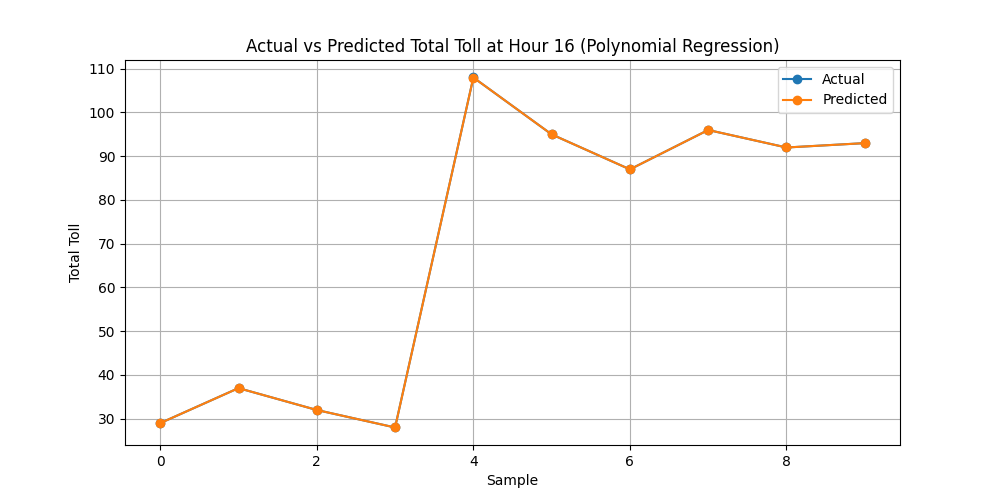 Actual vs Predicted Total Toll at Hour 16 (Polynomial Regression)
Actual
Predicted
110
100
90
80
70
60
50
40
30
Total Toll
0 2 4 6 8
Sample